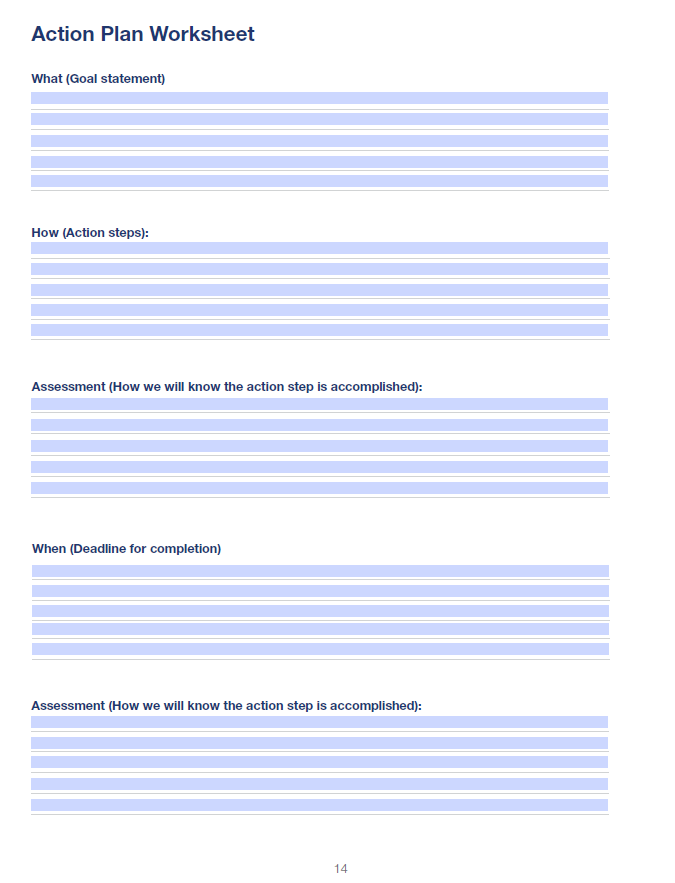 Action Plan Worksheet
What (Goal statement)
How (Action steps):
Assessment (How we will know the action step is accomplished):
When (Deadline for completion)
Assessment (How we will know the action step is accomplished):
14